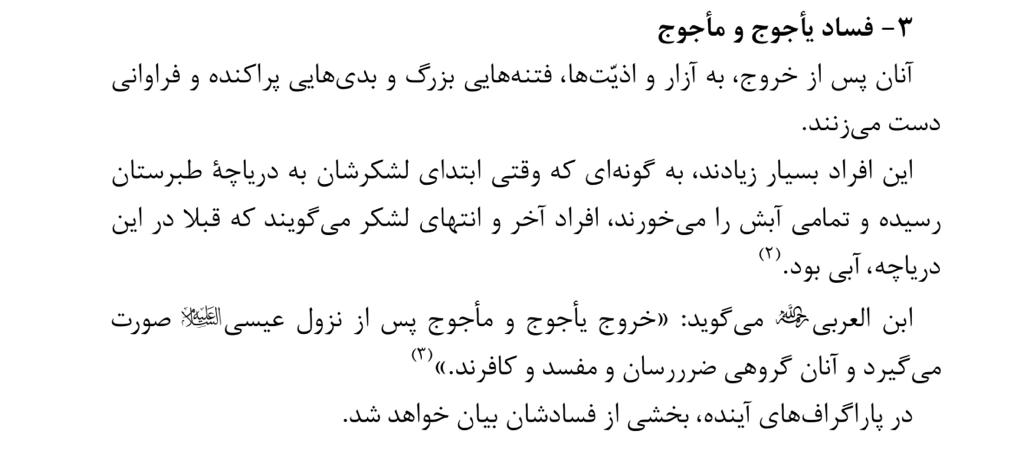 ۳- فساد یأجوج و مأجوج
آنان پس از خروج، به آزار و اذیّت‌ها، فتنه‌هایی بزرگ و بدی‌هایی پراکنده و فراوانی
دست می‌زنند.
این افراد بسیار زیادند، به گونه‌ای که وقتی ابتدای لشکرشان به دریاچهٔ طبرستان
رسیده و تمامی آبش را می‌خورند، افراد آخر و انتهای لشکر می‌گویند که قبلا در این
دریاچه، آبی بود.(۲)
ابن العربی رحمه‌الله می‌گوید: «خروج یأجوج و مأجوج پس از نزول عیسی علیه‌السلام صورت
می‌گیرد و آنان گروهی ضرررسان و مفسد و کافرند.»(۳)
در پاراگراف‌های آینده، بخشی از فسادشان بیان خواهد شد.